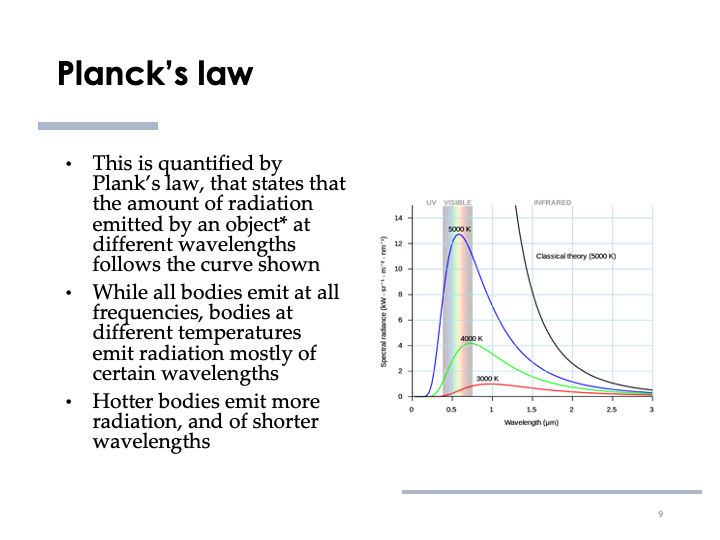 Planck’s law
• This is quantified by
Plank’s law, that states that
the amount of radiation
emitted by an object* at
different wavelengths
follows the curve shown
• While all bodies emit at all
frequencies, bodies at
different temperatures
emit radiation mostly of
certain wavelengths
• Hotter bodies emit more
radiation, and of shorter
wavelengths
UV VISIBLE INFRARED
14
12
10
8
6
4
2
0
Spectral radiance (kW · sr⁻¹ · m⁻² · nm⁻¹)
5000 K
Classical theory (5000 K)
4000 K
3000 K
0 0.5 1 1.5 2 2.5 3
Wavelength (μm)
9